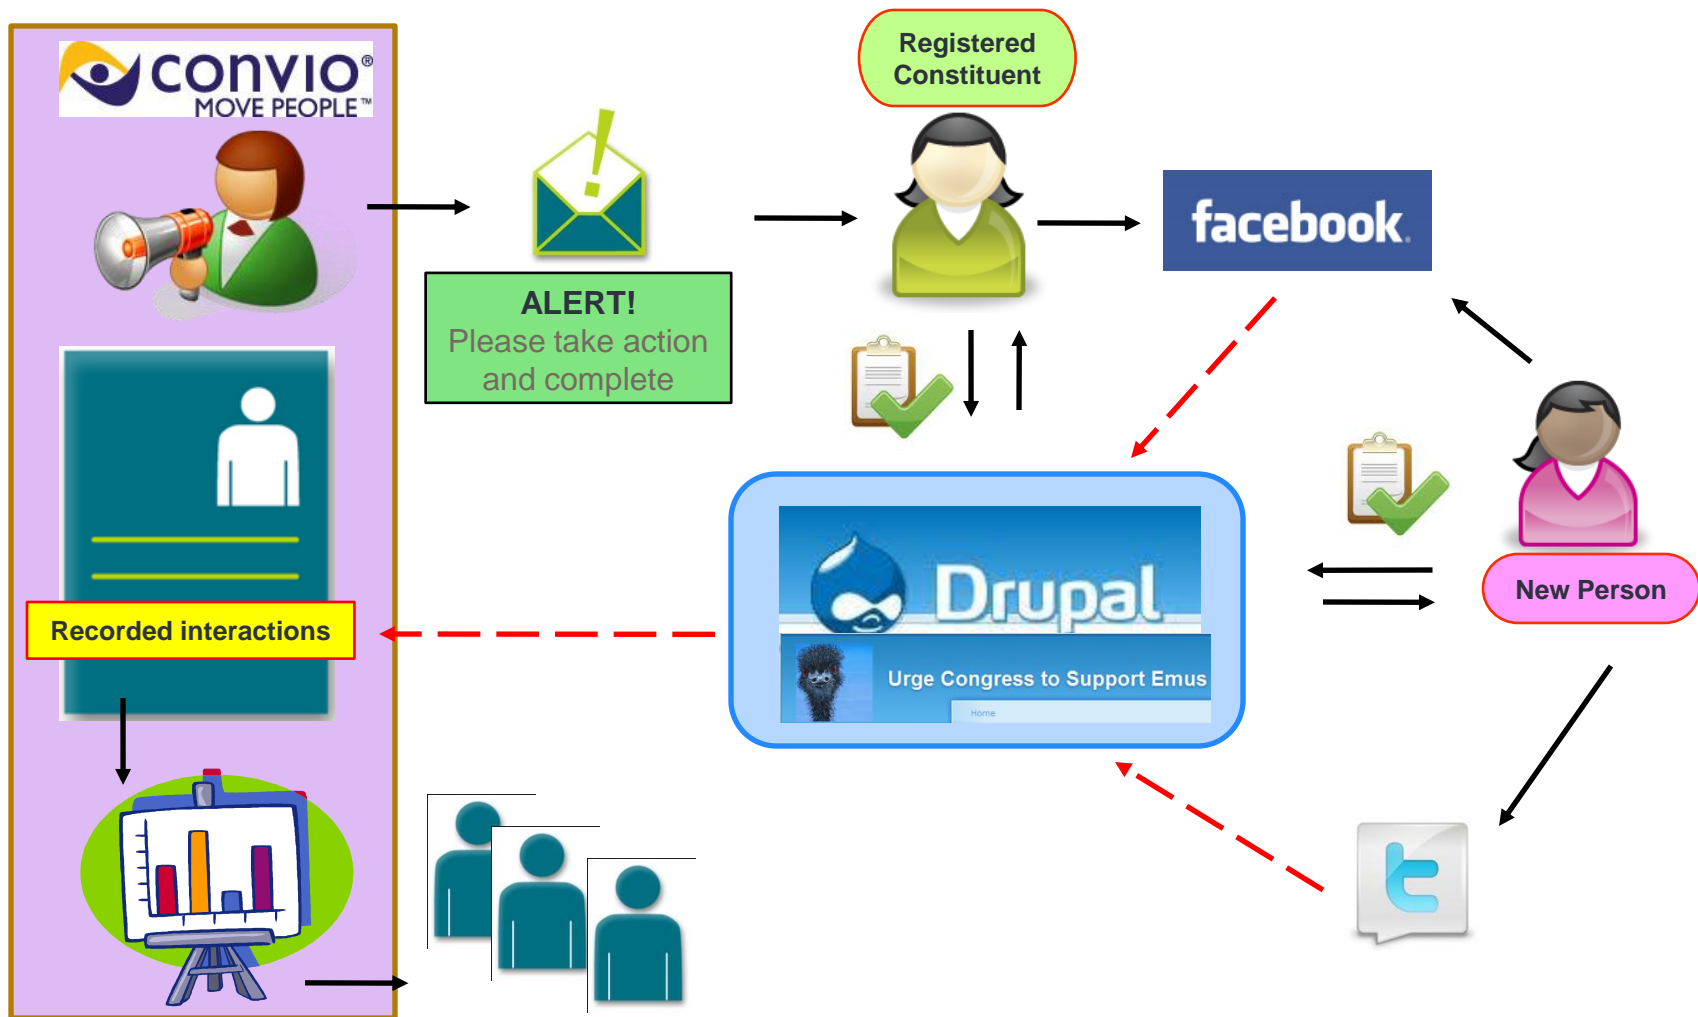 CONVIO®
MOVE PEOPLE™
Registered
Constituent
facebook.
ALERT!
Please take action
and complete
Drupal
Urge Congress to Support Emus
Home
New Person
Recorded interactions